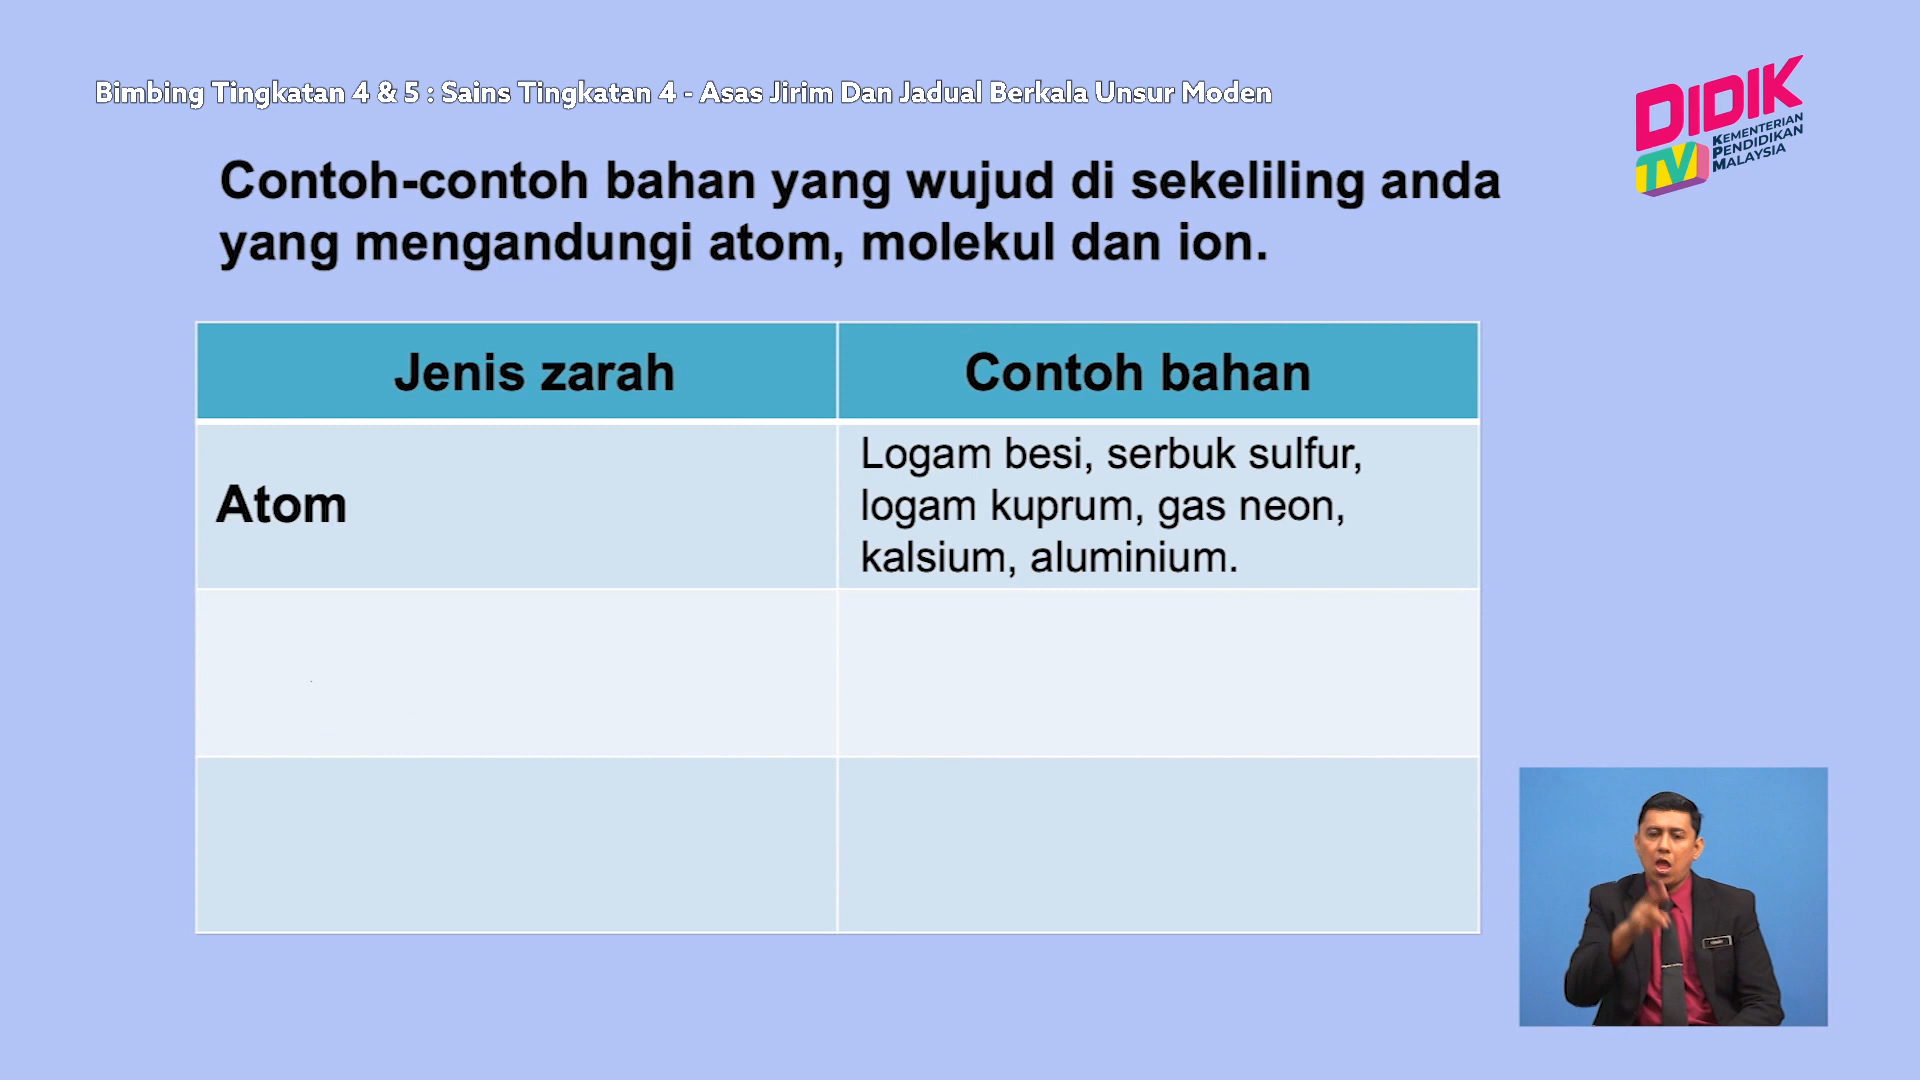 Bimbing Tingkatan 4 & 5 : Sains Tingkatan 4 - Asas Jirim Dan Jadual Berkala Unsur Moden
DIDIK
TV
KEMENTERIAN
PENDIDIKAN
MALAYSIA
Contoh-contoh bahan yang wujud di sekeliling anda
yang mengandungi atom, molekul dan ion.
Jenis zarah
Contoh bahan
Atom
Logam besi, serbuk sulfur,
logam kuprum, gas neon,
kalsium, aluminium.